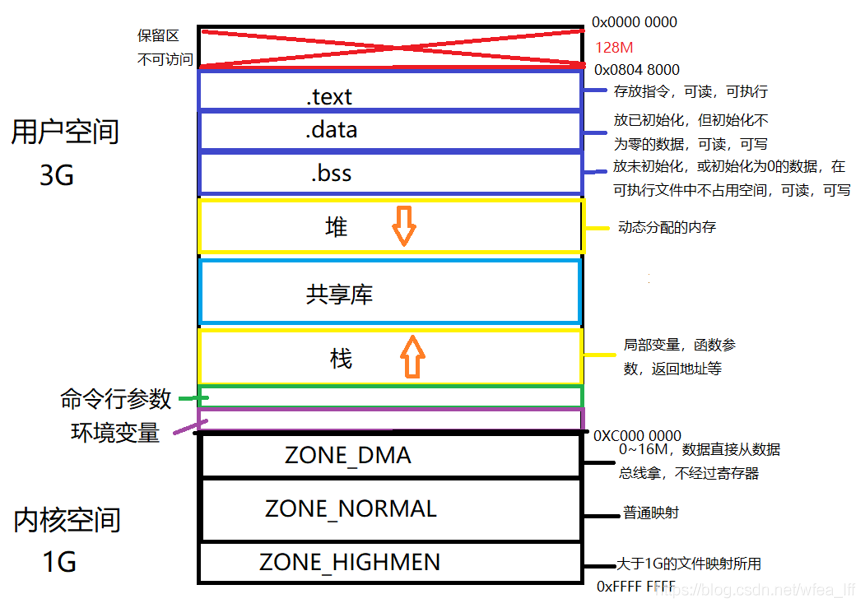 0x0000 0000
保留区
128M
不可访问
0x0804 8000
.text
存放指令，可读，可执行
用户空间
3G
.data
放已初始化，但初始化不
为零的数据，可读，可写
.bss
放未初始化，或初始化为0的数据，在
可执行文件中不占用空间，可读，可写
堆
动态分配的内存
共享库
栈
局部变量，函数参
数，返回地址等
命令行参数
环境变量
0xC000 0000
ZONE_DMA
0~16M，数据直接从数据
总线拿，不经过寄存器
内核空间
1G
ZONE_NORMAL
普通映射
ZONE_HIGHMEN
大于1G的文件映射所用
0xFFFF FFFF
https://blog.csdn.net/wfea_lff